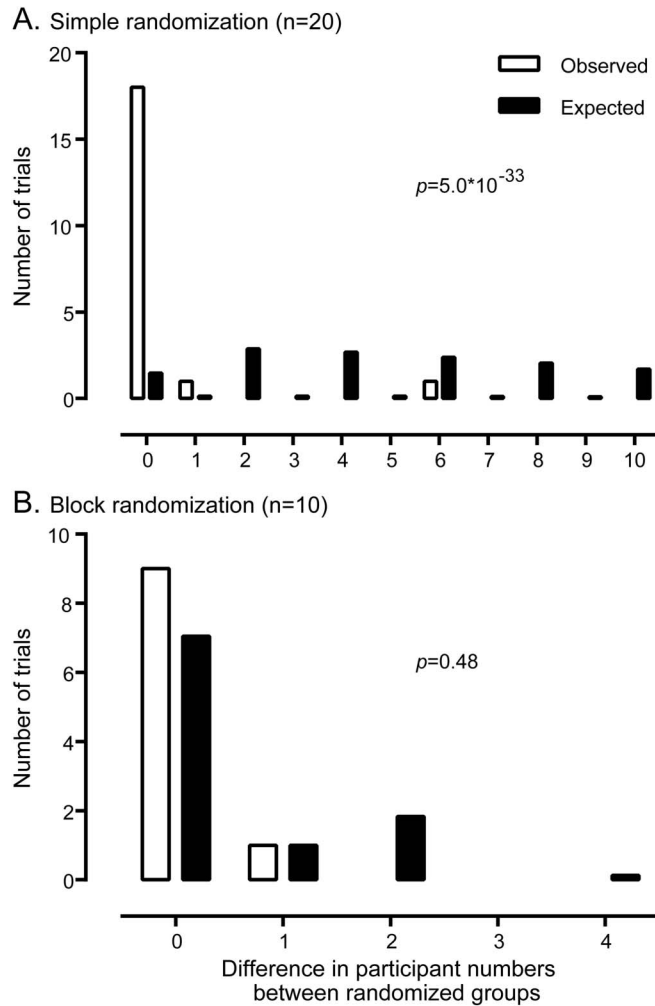 A. Simple randomization (n=20)
20
15
10
5
0
Number of trials
Observed
Expected
p=5.0*10-33
0 1 2 3 4 5 6 7 8 9 10
B. Block randomization (n=10)
10
8
6
4
2
0
Number of trials
p=0.48
0 1 2 3 4
Difference in participant numbers
between randomized groups